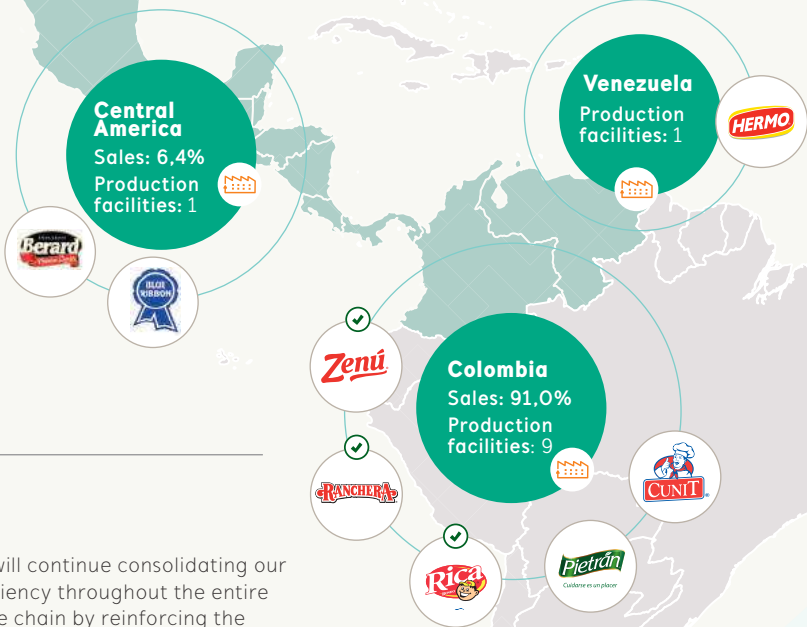 Central
America
Sales: 6,4%
Production
facilities: 1
Berard
BLUE
RIBBON
Venezuela
Production
facilities: 1
HERMO
Colombia
Sales: 91,0%
Production
facilities: 9
Zenú
RANCHERA
Rica
Pietrán
Cuidarse es un placer
CUNIT
will continue consolidating our
iency throughout the entire
e chain by reinforcing the